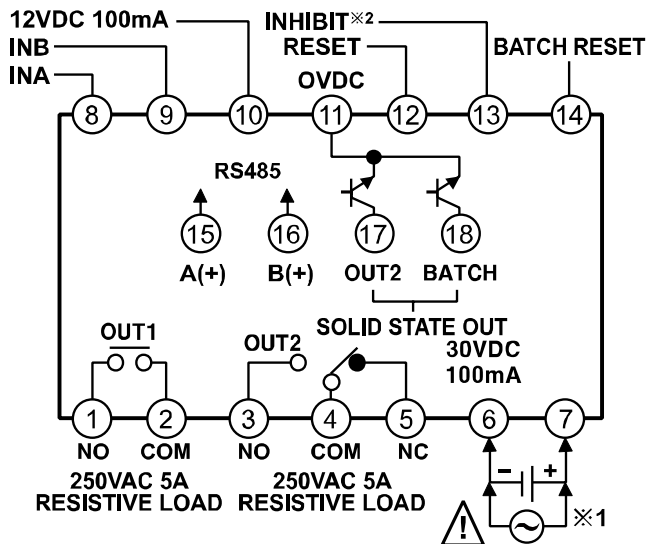 12VDC 100mA
INHIBIT※2
INB
RESET
BATCH RESET
INA
OVDC
8 9 10 11 12 13 14
RS485
15 16 17 18
A(+) B(+) OUT2 BATCH
SOLID STATE OUT
30VDC
100mA
OUT1
OUT2
1 2 3 4 5 6 7
NO COM NO COM NC
− +
250VAC 5A
RESISTIVE LOAD
250VAC 5A
RESISTIVE LOAD
!
※1